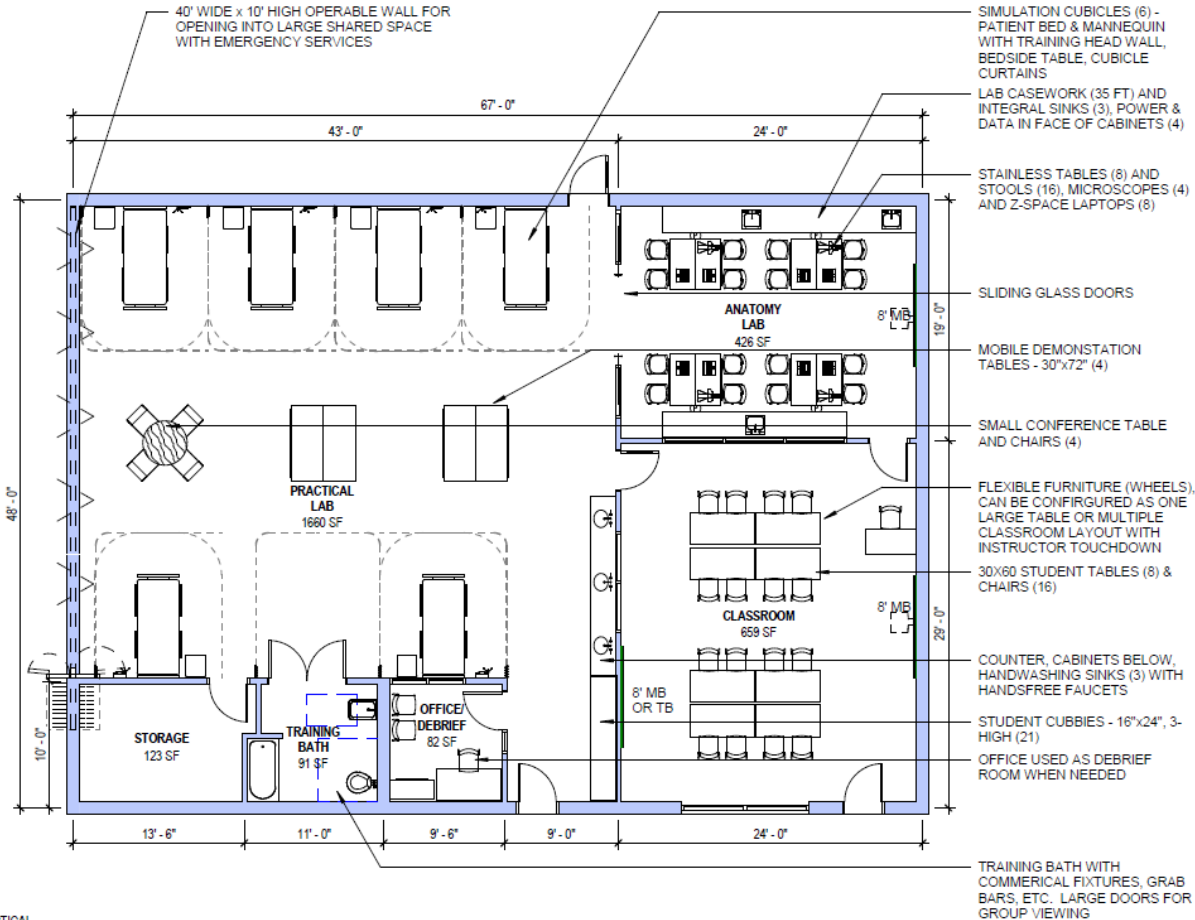 40' WIDE x 10' HIGH OPERABLE WALL FOR
OPENING INTO LARGE SHARED SPACE
WITH EMERGENCY SERVICES
SIMULATION CUBICLES (6) -
PATIENT BED & MANNEQUIN
WITH TRAINING HEAD WALL,
BEDSIDE TABLE, CUBICLE
CURTAINS
LAB CASEWORK (35 FT) AND
INTEGRAL SINKS (3), POWER &
DATA IN FACE OF CABINETS (4)
STAINLESS TABLES (8) AND
STOOLS (16), MICROSCOPES (4)
AND Z-SPACE LAPTOPS (8)
SLIDING GLASS DOORS
MOBILE DEMONSTATION
TABLES - 30"x72" (4)
SMALL CONFERENCE TABLE
AND CHAIRS (4)
FLEXIBLE FURNITURE (WHEELS),
CAN BE CONFIRGURED AS ONE
LARGE TABLE OR MULTIPLE
CLASSROOM LAYOUT WITH
INSTRUCTOR TOUCHDOWN
30X60 STUDENT TABLES (8) &
CHAIRS (16)
COUNTER, CABINETS BELOW,
HANDWASHING SINKS (3) WITH
HANDSFREE FAUCETS
STUDENT CUBBIES - 16"x24", 3-
HIGH (21)
OFFICE USED AS DEBRIEF
ROOM WHEN NEEDED
TRAINING BATH WITH
COMMERICAL FIXTURES, GRAB
BARS, ETC. LARGE DOORS FOR
GROUP VIEWING
67' - 0"
43' - 0"
24' - 0"
48' - 0"
10' - 0"
19' - 0"
29' - 0"
ANATOMY
LAB
426 SF
8' MB
PRACTICAL
LAB
1660 SF
CLASSROOM
659 SF
8' MB
8' MB
OR TB
STORAGE
123 SF
TRAINING
BATH
91 SF
OFFICE/
DEBRIEF
82 SF
13' - 6"
11' - 0"
9' - 6"
9' - 0"
24' - 0"